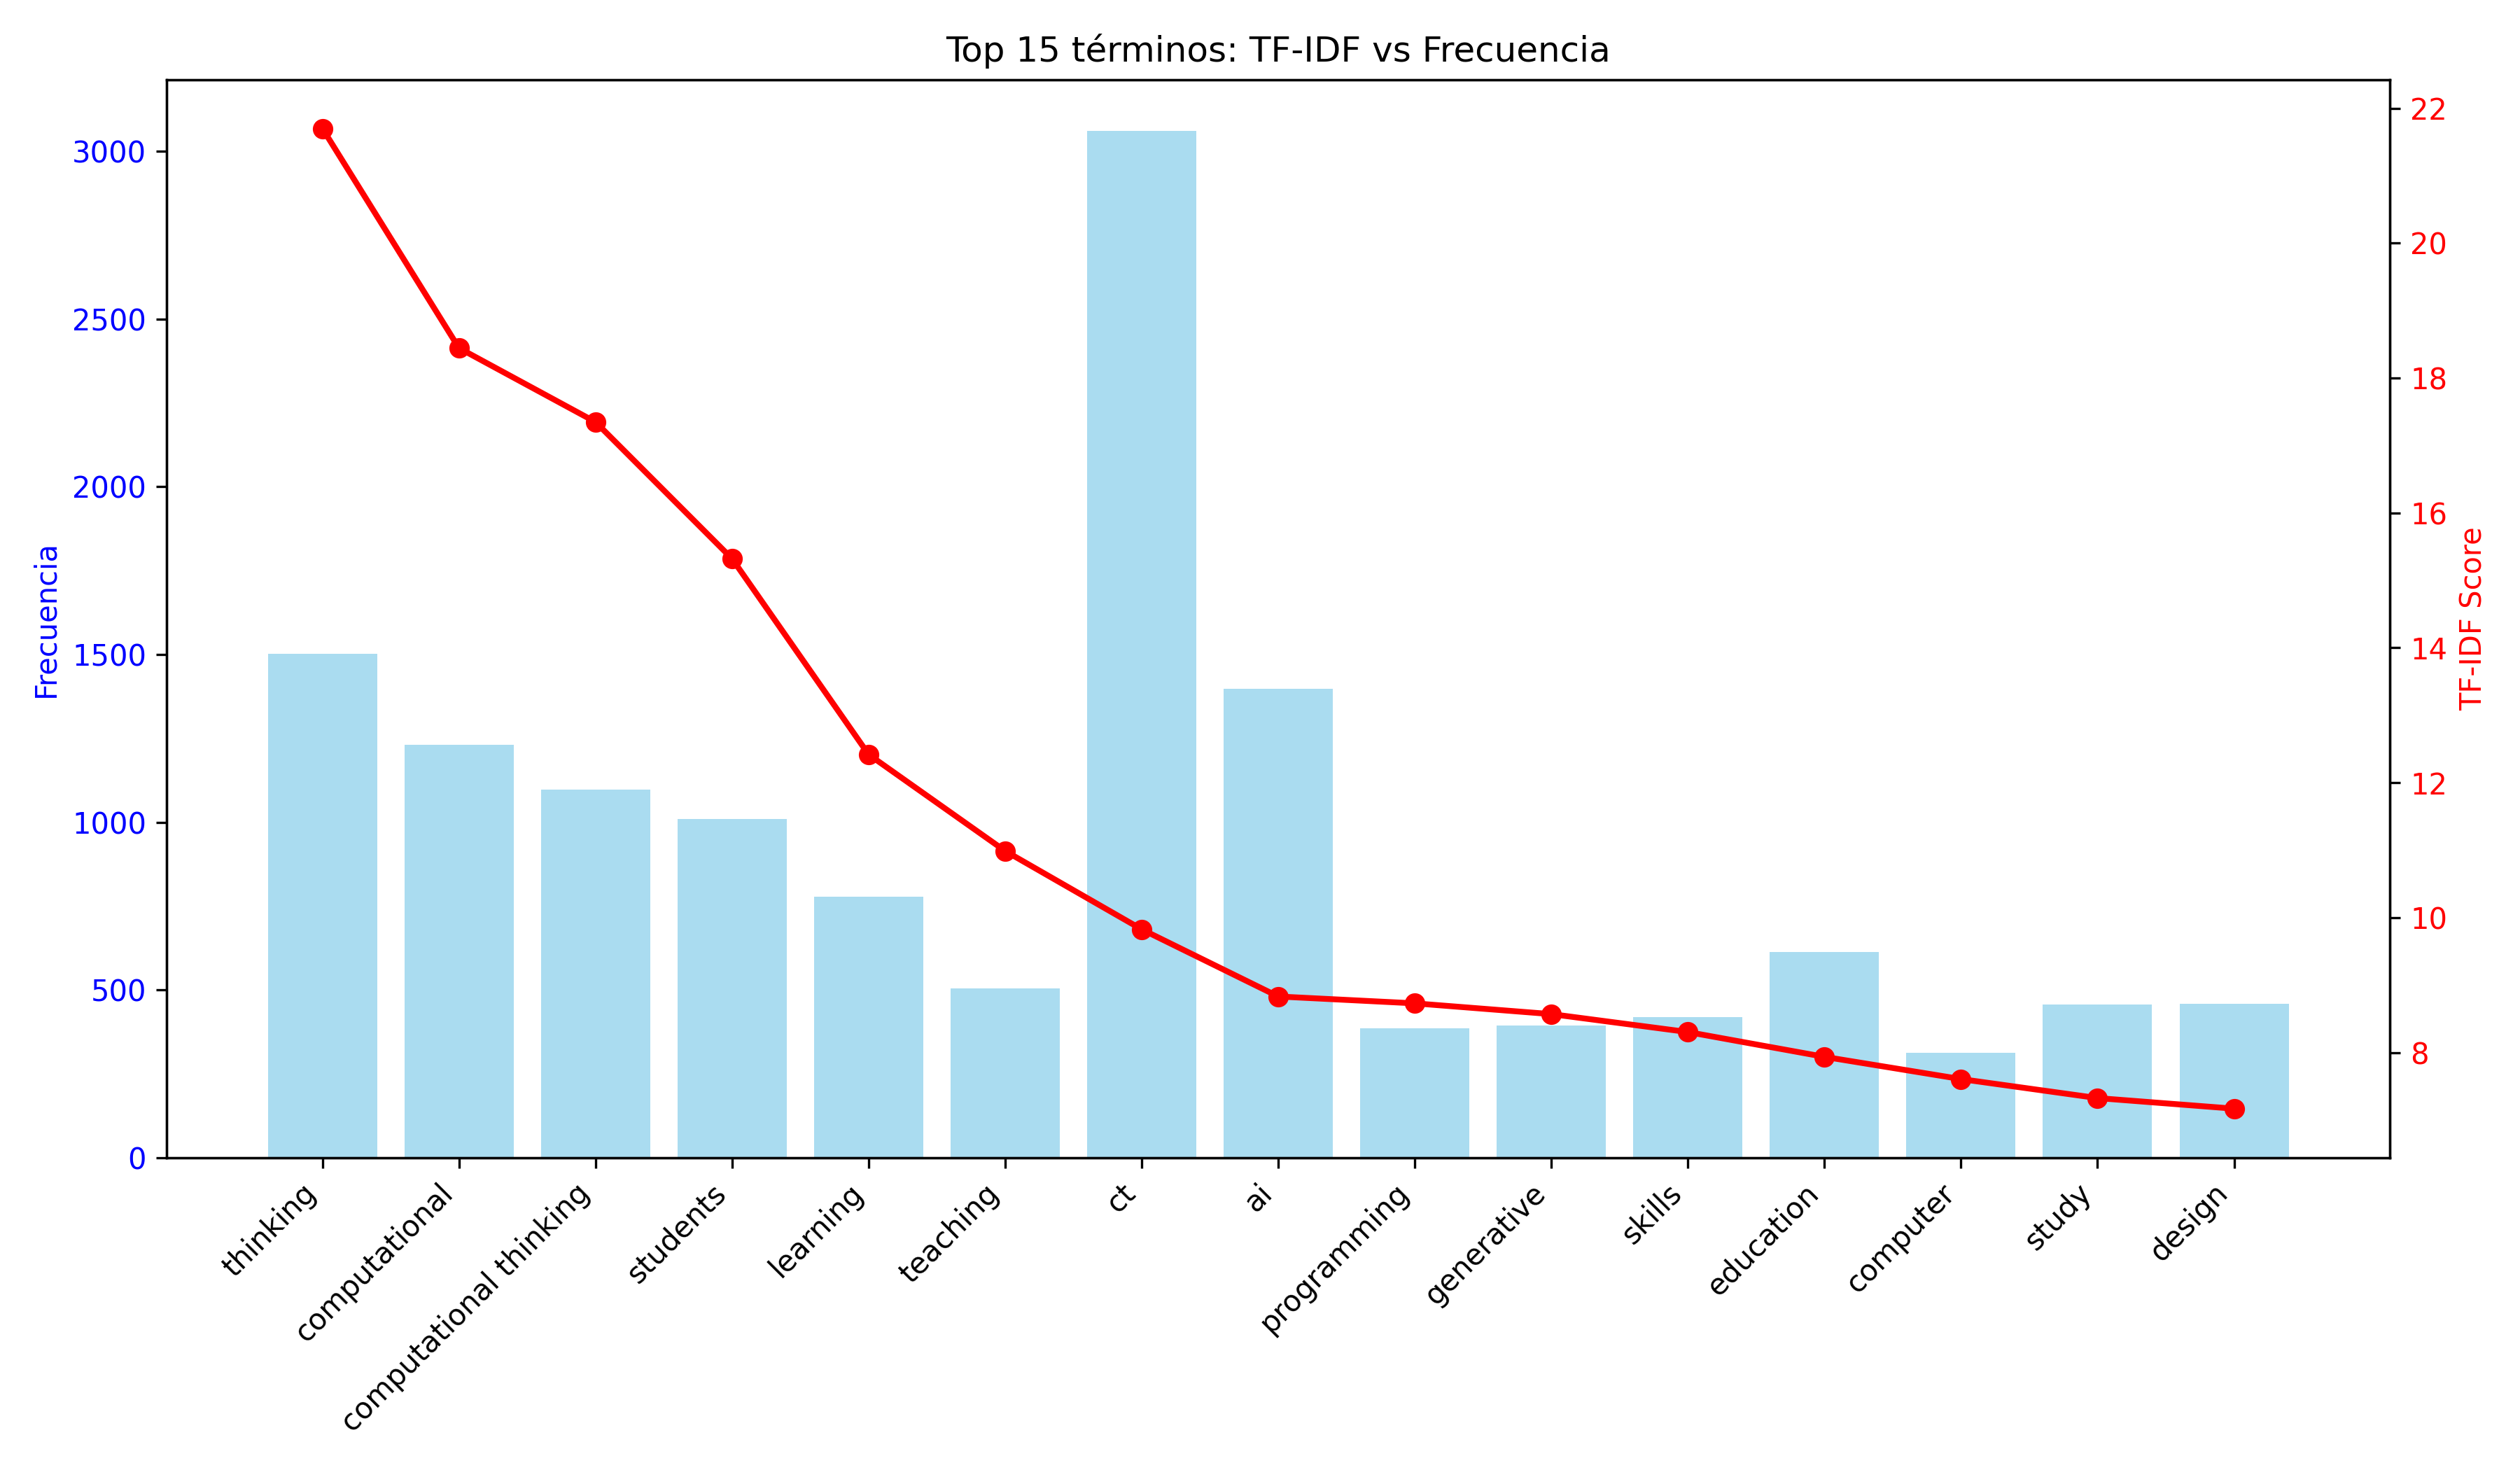 Top 15 términos: TF-IDF vs Frecuencia
Frecuencia
3000
2500
2000
1500
1000
500
0
22
20
18
16
14
12
10
8
TF-IDF Score
thinking
computational
computational thinking
students
learning
teaching
ct
ai
programming
generative
skills
education
computer
study
design